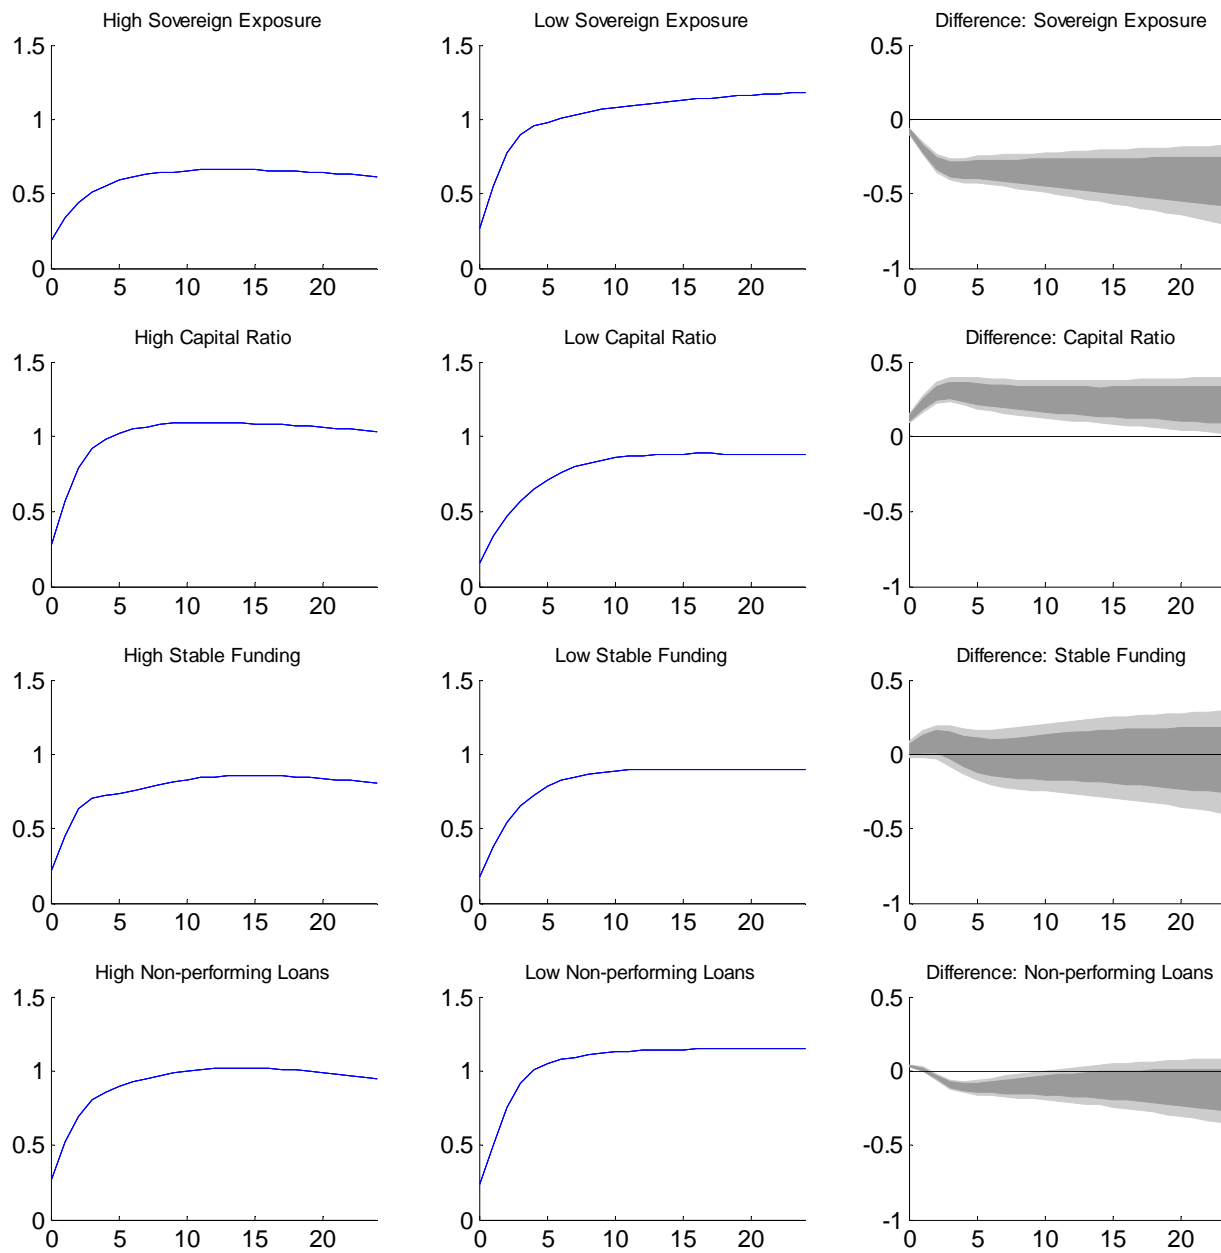 High Sovereign Exposure
Low Sovereign Exposure
Difference: Sovereign Exposure
1.5
1
0.5
0
0 5 10 15 20
1.5
1
0.5
0
0 5 10 15 20
0.5
0
-0.5
-1
0 5 10 15 20
High Capital Ratio
Low Capital Ratio
Difference: Capital Ratio
1.5
1
0.5
0
0 5 10 15 20
1.5
1
0.5
0
0 5 10 15 20
0.5
0
-0.5
-1
0 5 10 15 20
High Stable Funding
Low Stable Funding
Difference: Stable Funding
1.5
1
0.5
0
0 5 10 15 20
1.5
1
0.5
0
0 5 10 15 20
0.5
0
-0.5
-1
0 5 10 15 20
High Non-performing Loans
Low Non-performing Loans
Difference: Non-performing Loans
1.5
1
0.5
0
0 5 10 15 20
1.5
1
0.5
0
0 5 10 15 20
0.5
0
-0.5
-1
0 5 10 15 20